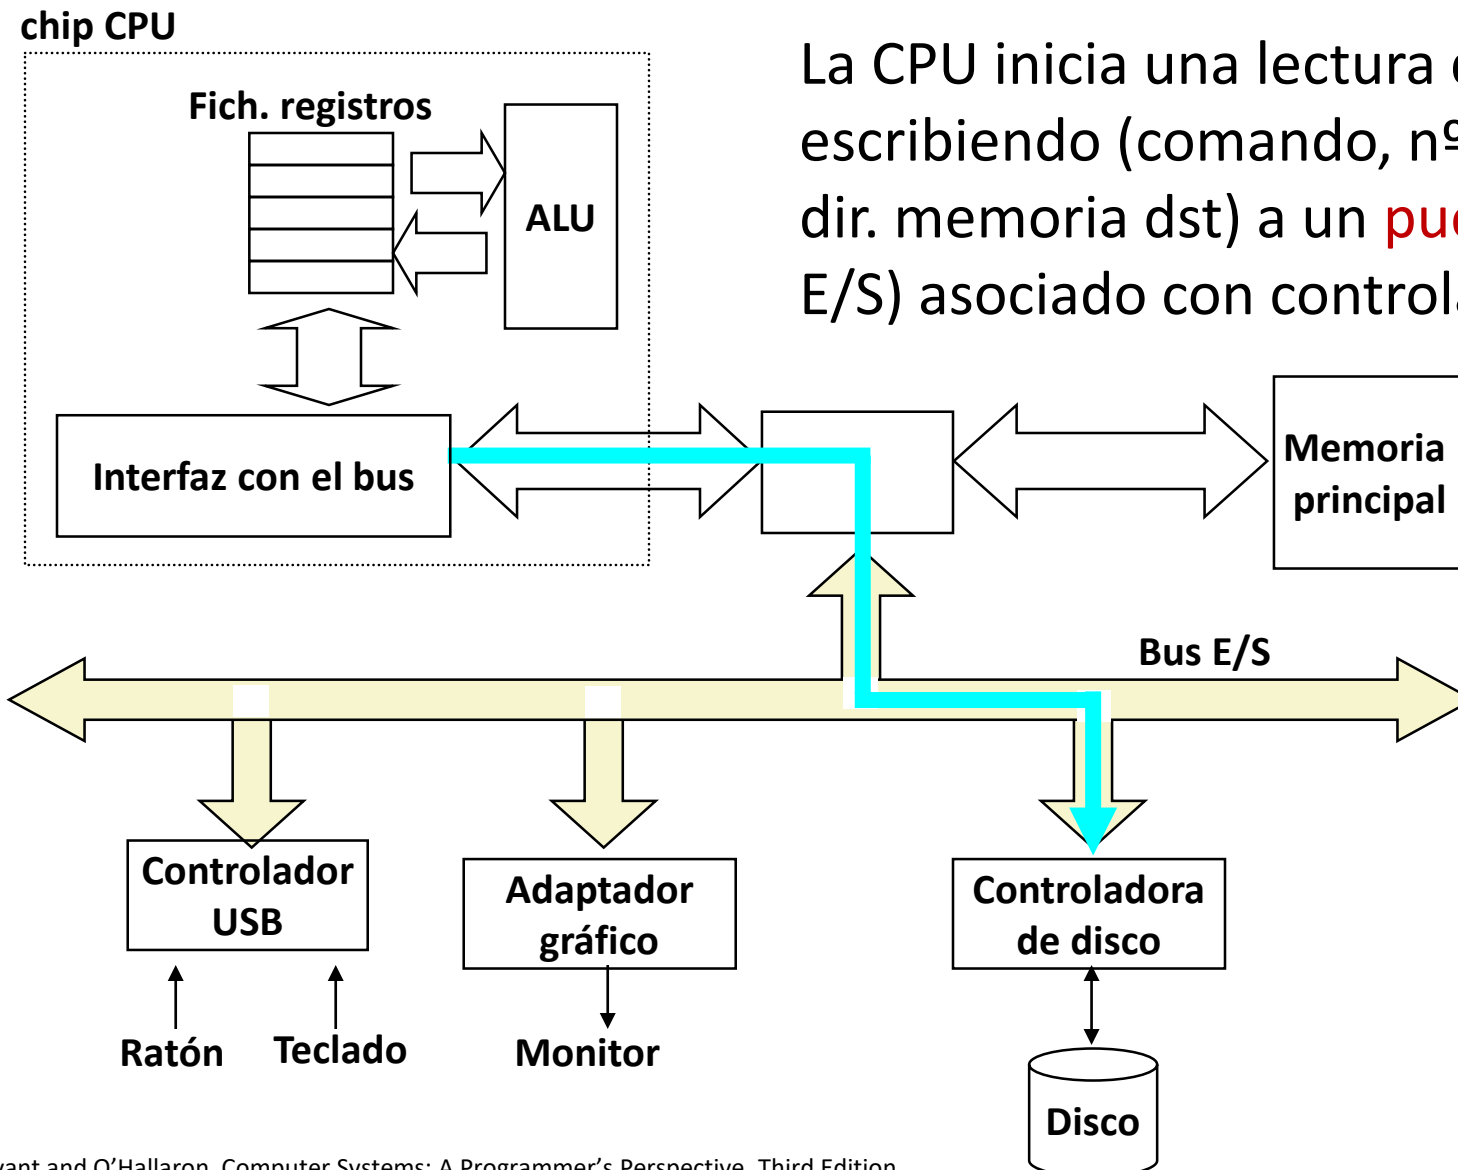 chip CPU
La CPU inicia una lectura
escribiendo (comando, nº
dir. memoria dst) a un
E/S) asociado con
Fich. registros
ALU
Interfaz con el bus
Memoria
principal
Bus E/S
Controlador
USB
Adaptador
gráfico
Controladora
de disco
Ratón
Teclado
Monitor
Disco
and O'Hallaron, Computer Systems: A Programmer's Perspective, Third Edition